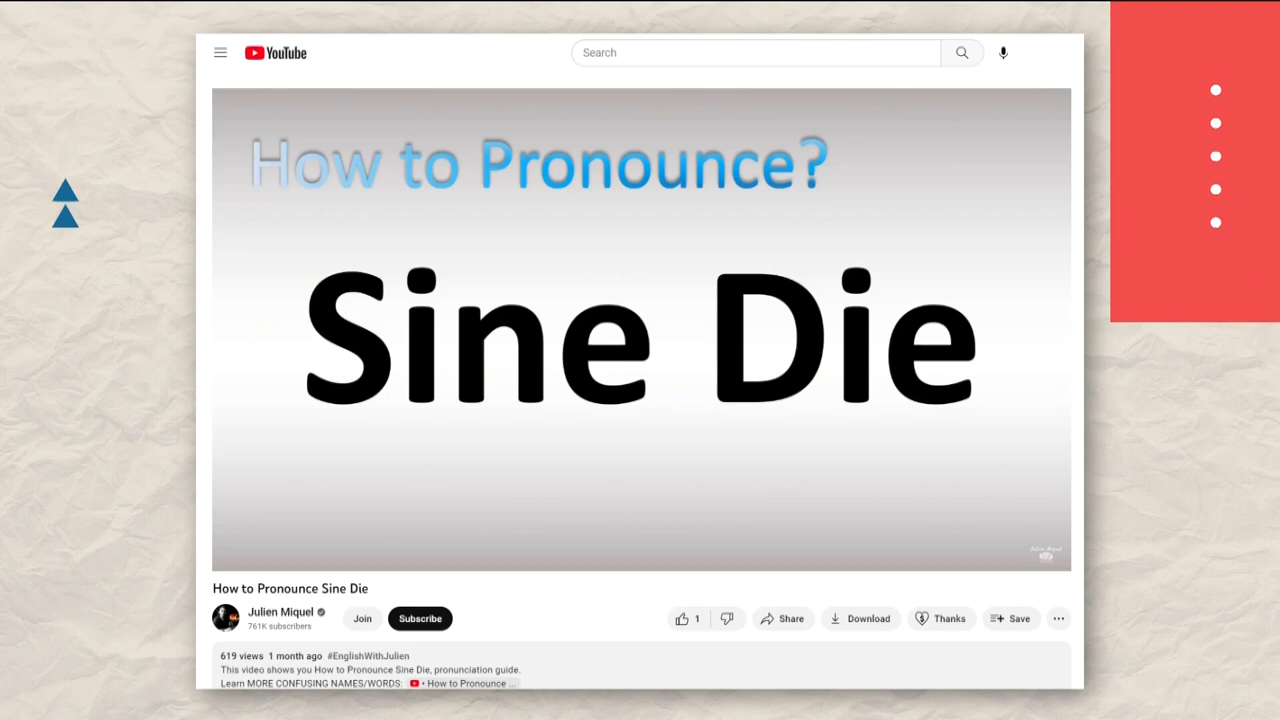 YouTube
Search
How to Pronounce?
Sine Die
Julien Miquel
How to Pronounce Sine Die
Julien Miquel
761K subscribers
Join
Subscribe
1
Share
Download
Thanks
Save
619 views 1 month ago #EnglishWithJulien
This video shows you How to Pronounce Sine Die, pronunciation guide.
Learn MORE CONFUSING NAMES/WORDS: • How to Pronounce ...